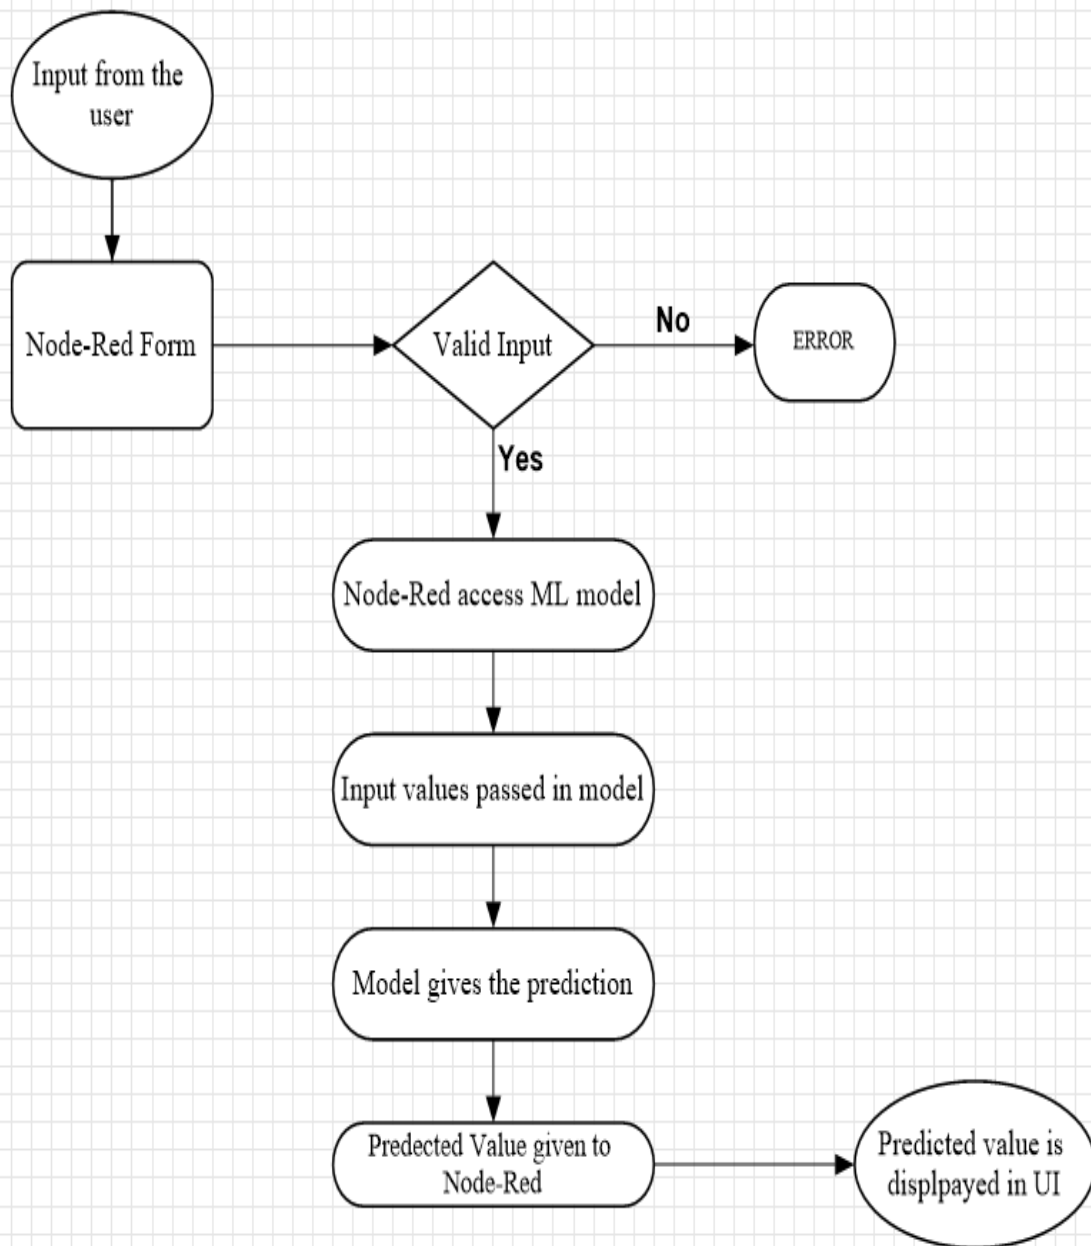 Input from the
user
Node-Red Form
Valid Input
No
ERROR
Yes
Node-Red access ML model
Input values passed in model
Model gives the prediction
Predected Value given to
Node-Red
Predicted value is
displpayed in UI